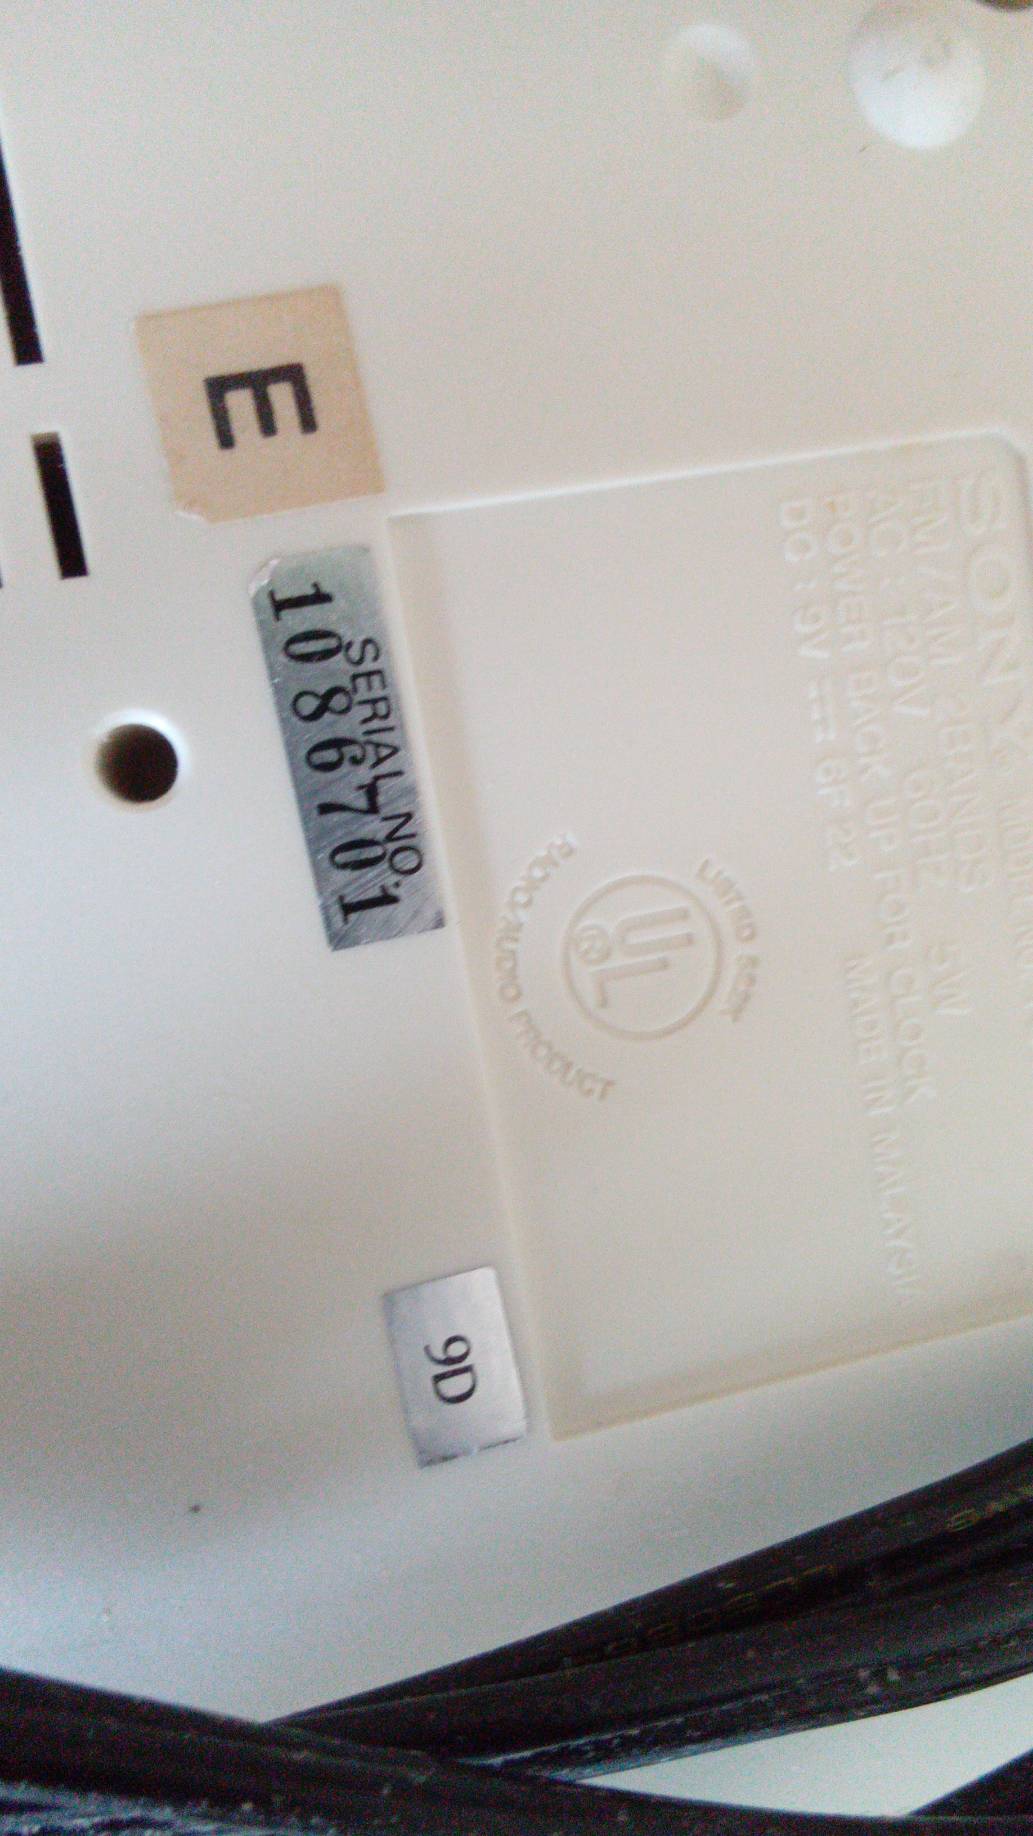 SONY
FM/AM 2BANDS
AC : 120V 60HZ 5W
POWER BACK UP FOR CLOCK
DC : 9V 6F22 MADE IN MALAYSIA
LISTED
UL
RADIO/AUDIO PRODUCT
E
SERIAL NO.
1086701
9D